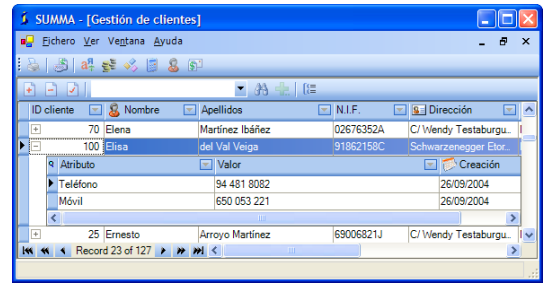 SUMMA - [Gestión de clientes]
Fichero Ver Ventana Ayuda
ID cliente Nombre Apellidos N.I.F. Dirección
70 Elena Martínez Ibáñez 02676352A C/ Wendy Testaburgu..
100 Elisa del Val Veiga 91862158C Schwarzenegger Etor..
Atributo Valor Creación
Teléfono 94 481 8082 26/09/2004
Móvil 650 053 221 26/09/2004
25 Ernesto Arroyo Martínez 69006821J C/ Wendy Testaburgu..
Record 23 of 127